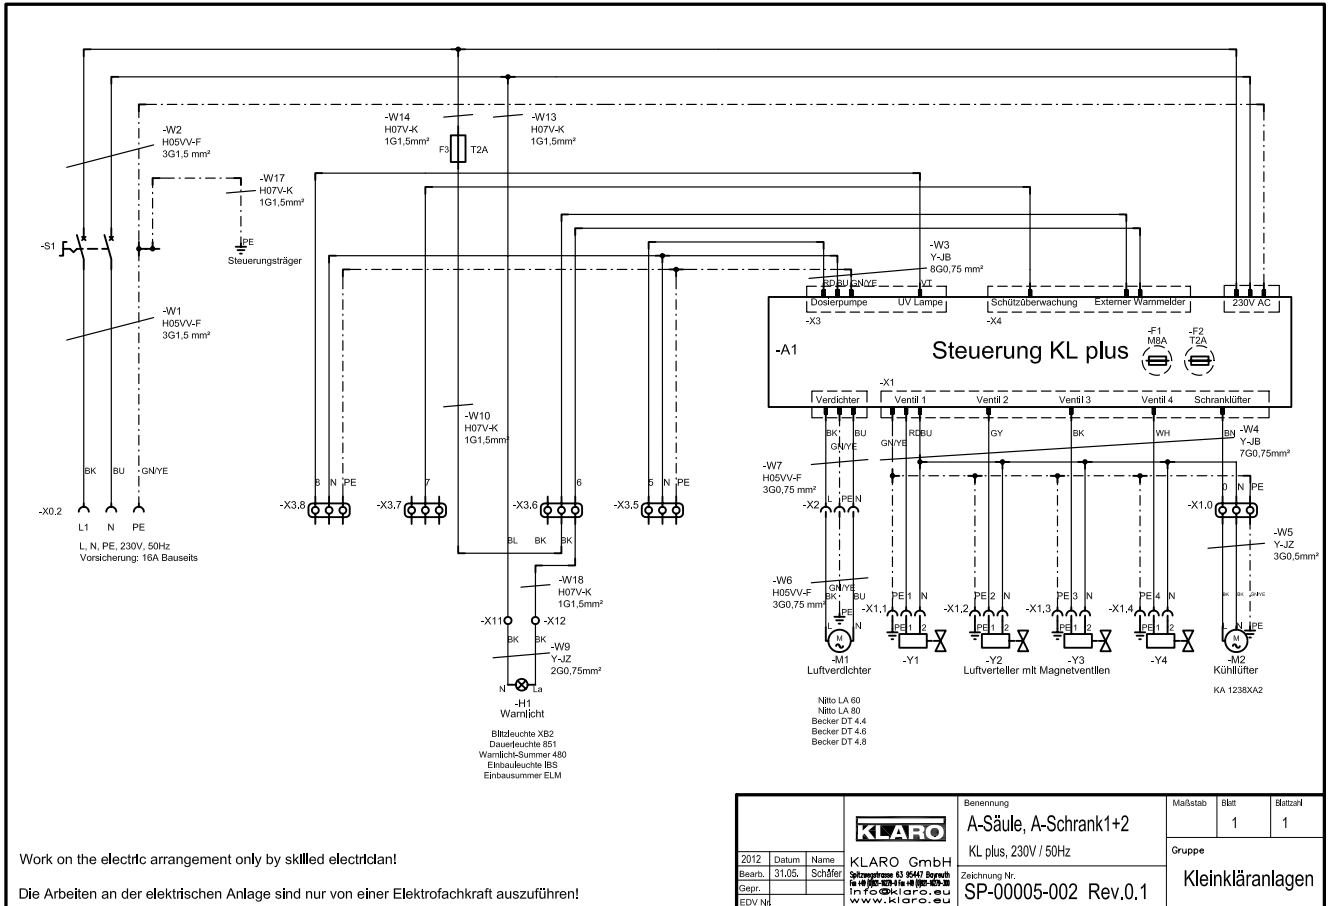 -W2
H05VV-F
3G1,5 mm²
-W17
H07V-K
1G1,5mm²
-S1
PE
Steuerungsträger
-W1
H05VV-F
3G1,5 mm²
BK
BU
GN/YE
-X0.2
L1
N
PE
L, N, PE, 230V, 50Hz
Vorsicherung: 16A Bauseits
-W14
H07V-K
1G1,5mm²
-W13
H07V-K
1G1,5mm²
F3
T2A
-W10
H07V-K
1G1,5mm²
8 N PE
-X3.8
7
-X3.7
6
-X3.6
5 N PE
-X3.5
BL
BK
BK
-W18
H07V-K
1G1,5mm²
-X11
-X12
BK
BK
-W9
Y-JZ
2G0,75mm²
N
La
-H1
Warnlicht
Blitzleuchte XB2
Dauerleuchte 851
Warnlicht-Summer 480
Einbauleuchte IBS
Einbausummer ELM
-W3
Y-JB
8G0,75 mm²
RD BU GN/YE
VT
Dosierpumpe
UV Lampe
Schützüberwachung
Externer Warnmelder
230V AC
-X3
-X4
-A1
Steuerung KL plus
-F1
M8A
-F2
T2A
-X1
Verdichter
Ventil 1
Ventil 2
Ventil 3
Ventil 4
Schranklüfter
BK
GN/YE
BU
GN/YE
RD
BU
GY
BK
WH
BN
-W4
Y-JB
7G0,75mm²
-W7
H05VV-F
3G0,75 mm²
-X2
L PE N
0 N PE
-X1.0
-W5
Y-JZ
3G0,5mm²
-W6
H05VV-F
3G0,75 mm²
GN/YE
BK
BU
PE
L
N
M
-M1
Luftverdichter
Nitto LA 60
Nitto LA 80
Becker DT 4.4
Becker DT 4.6
Becker DT 4.8
PE 1 N
-X1.1
PE 1 2
-Y1
PE 2 N
-X1.2
PE 1 2
-Y2
PE 3 N
-X1.3
PE 1 2
-Y3
PE 4 N
-X1.4
PE 1 2
-Y4
Luftverteiler mit Magnetventilen
BK
BK
GN/YE
L N PE
M
-M2
Kühllüfter
KA 1238XA2
Work on the electric arrangement only by skilled electrician!
Die Arbeiten an der elektrischen Anlage sind nur von einer Elektrofachkraft auszuführen!
2012 Datum Name
Bearb. 31.05. Schäfer
Gepr.
EDV Nr.
KLARO
KLARO GmbH
Spitzwegstrasse 63 95447 Bayreuth
info@klaro.eu
www.klaro.eu
Benennung
A-Säule, A-Schrank1+2
KL plus, 230V / 50Hz
Zeichnung Nr.
SP-00005-002 Rev.0.1
Maßstab
Blatt
1
Blattzahl
1
Gruppe
Kleinkläranlagen